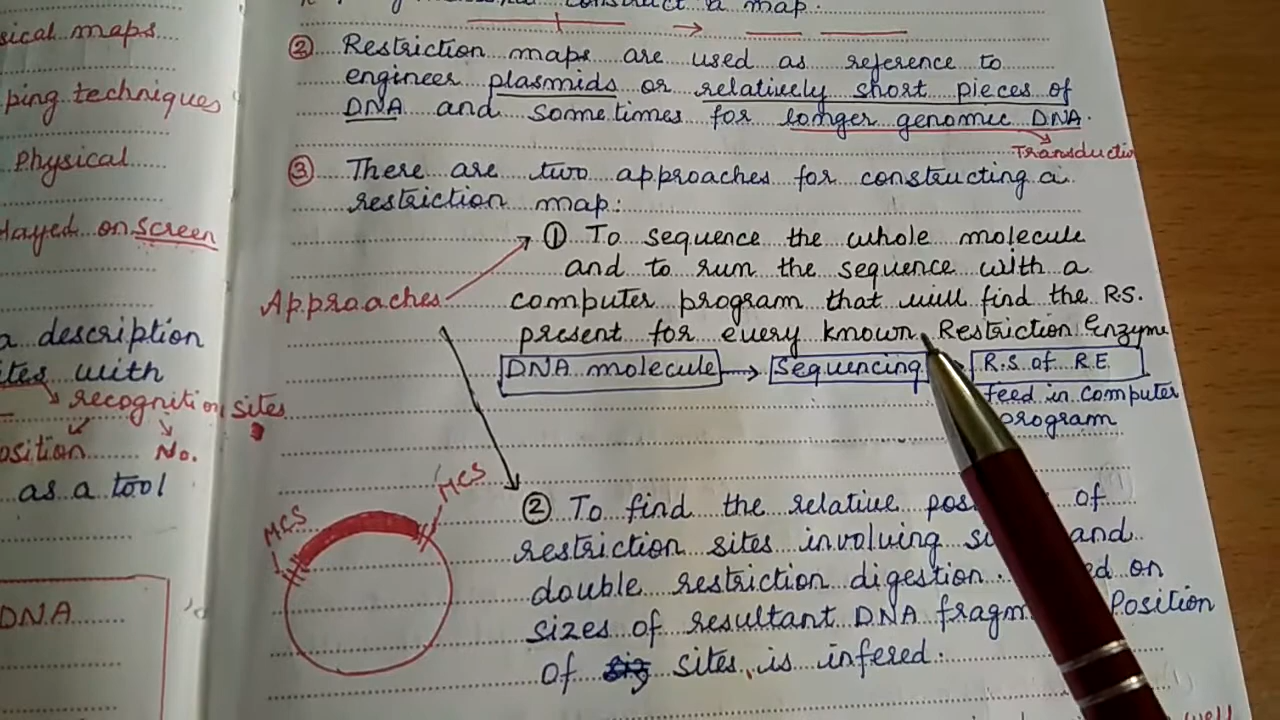 sical maps
ping techniques
Physical
layed on screen
a description
ites with
recognition sites
osition No.
as a tool
DNA
construct a map.
② Restriction maps are used as reference to
engineer plasmids or relatively short pieces of
DNA and sometimes for longer genomic DNA.
Transductio
③ There are two approaches for constructing a
restriction map:
Approaches
① To sequence the whole molecule
and to run the sequence with a
computer program that will find the R.S.
present for every known Restriction Enzyme
DNA molecule → Sequencing R.S. of R.E
feed in computer
program
MCS
MCS
② To find the relative pos of
restriction sites involving s and
double restriction digestion. ed on
sizes of resultant DNA fragm Position
of sites is infered.
well